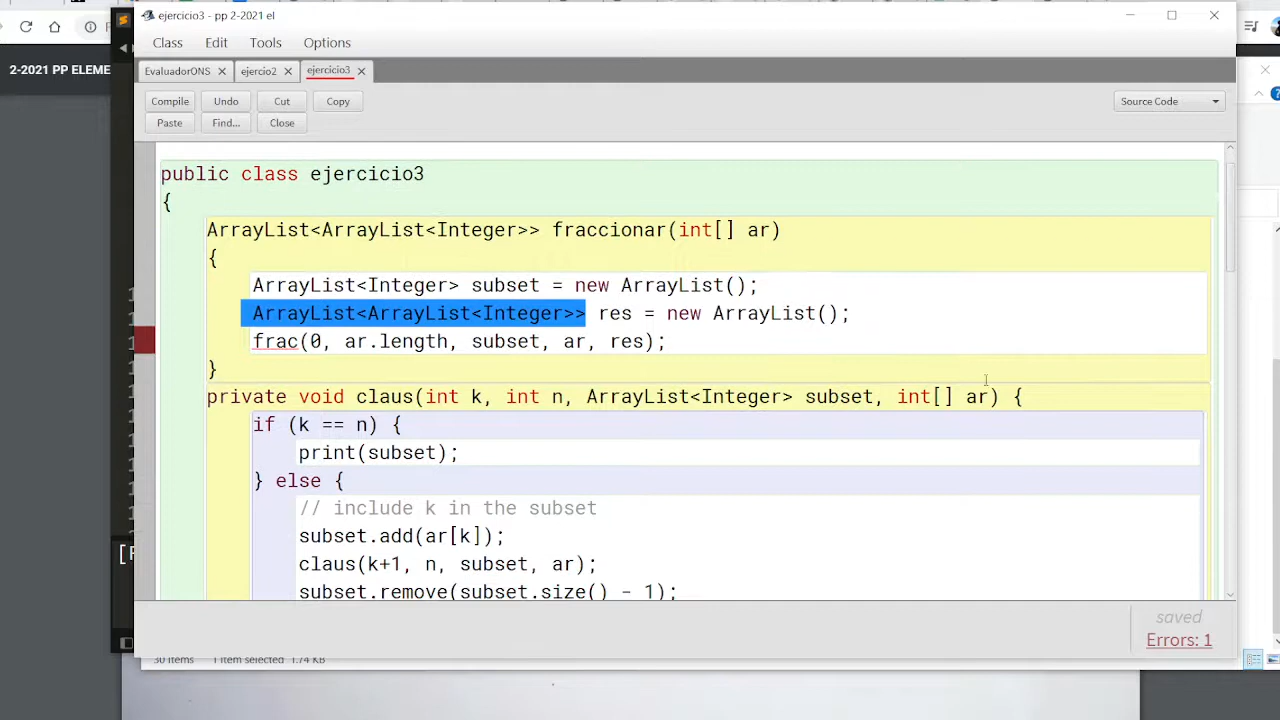 ejercicio3 - pp 2-2021 el
Class Edit Tools Options
2-2021 PP ELEME
EvaluadorONS ejercio2 ejercicio3
Compile Undo Cut Copy
Source Code
Paste Find... Close
public class ejercicio3
{
ArrayList<ArrayList<Integer>> fraccionar(int[] ar)
{
ArrayList<Integer> subset = new ArrayList();
ArrayList<ArrayList<Integer>> res = new ArrayList();
frac(0, ar.length, subset, ar, res);
}
private void claus(int k, int n, ArrayList<Integer> subset, int[] ar) {
if (k == n) {
print(subset);
} else {
// include k in the subset
subset.add(ar[k]);
claus(k+1, n, subset, ar);
subset.remove(subset.size() - 1);
saved
Errors: 1
30 items 1 item selected 1.74 KB